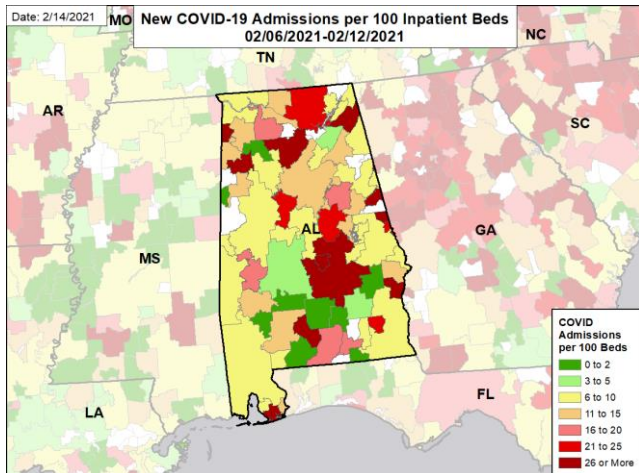 Date: 2/14/2021
New COVID-19 Admissions per 100 Inpatient Beds
02/06/2021-02/12/2021
MO
TN
NC
AR
SC
AL
MS
GA
LA
FL
COVID
Admissions
per 100 Beds
0 to 2
3 to 5
6 to 10
11 to 15
16 to 20
21 to 25
26 or More